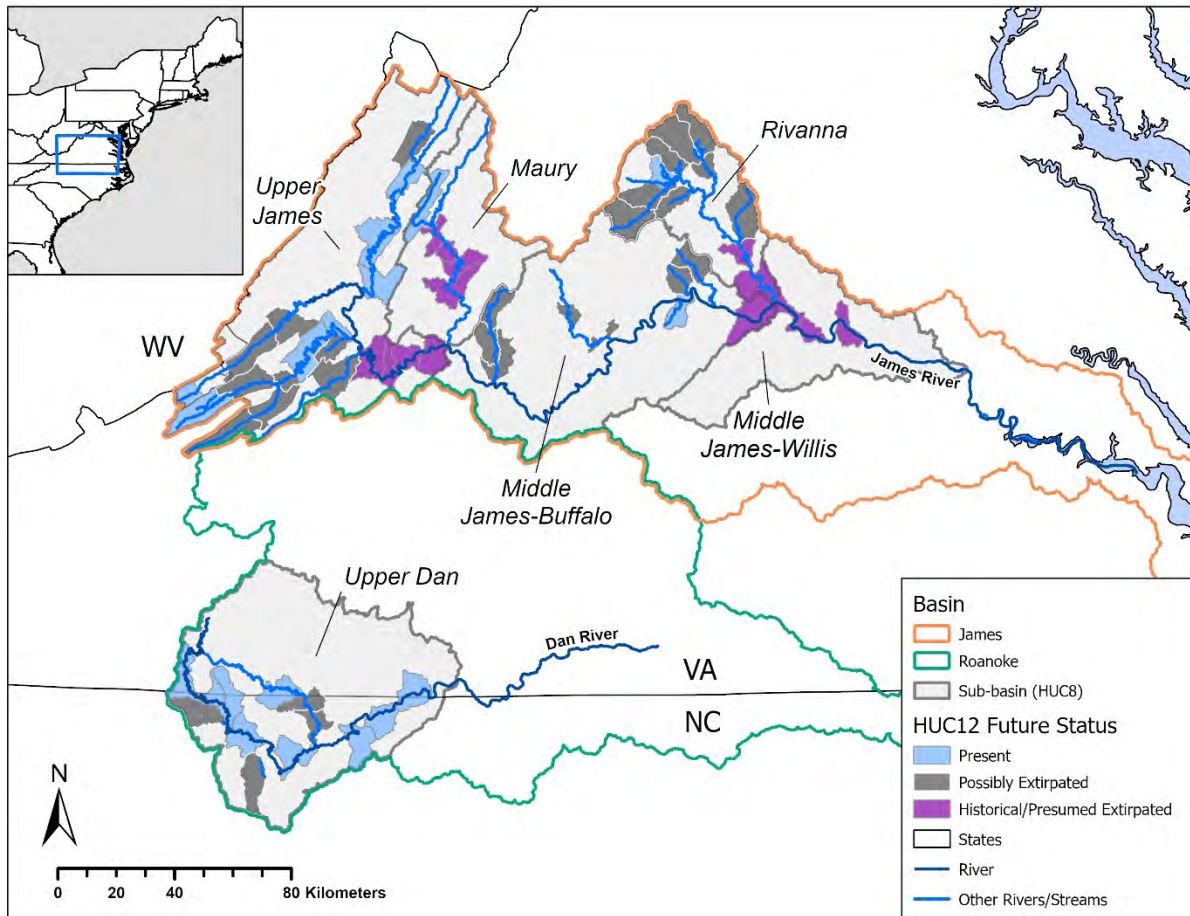 Rivanna
Maury
Upper
James
WV
James River
Middle
James-Willis
Middle
James-Buffalo
Upper Dan
Dan River
VA
NC
N
0 20 40 80 Kilometers
Basin
James
Roanoke
Sub-basin (HUC8)
HUC12 Future Status
Present
Possibly Extirpated
Historical/Presumed Extirpated
States
River
Other Rivers/Streams